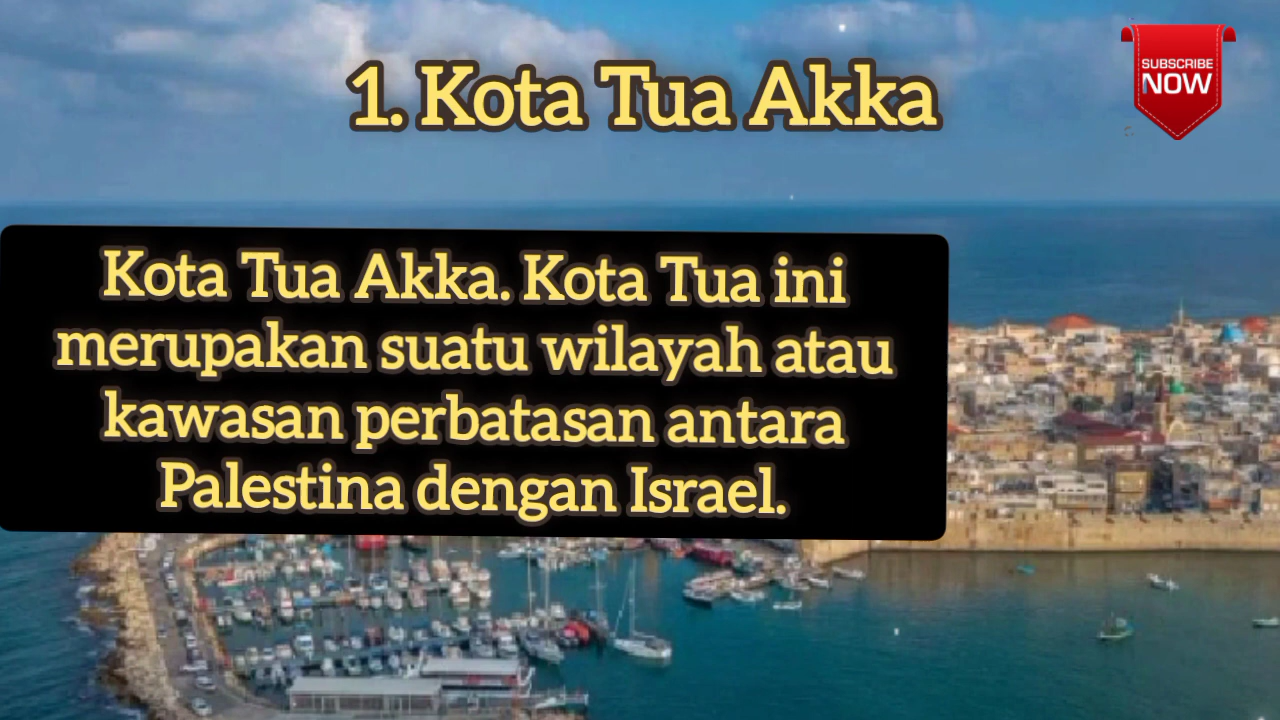 1. Kota Tua Akka
SUBSCRIBE
NOW
Kota Tua Akka. Kota Tua ini
merupakan suatu wilayah atau
kawasan perbatasan antara
Palestina dengan Israel.